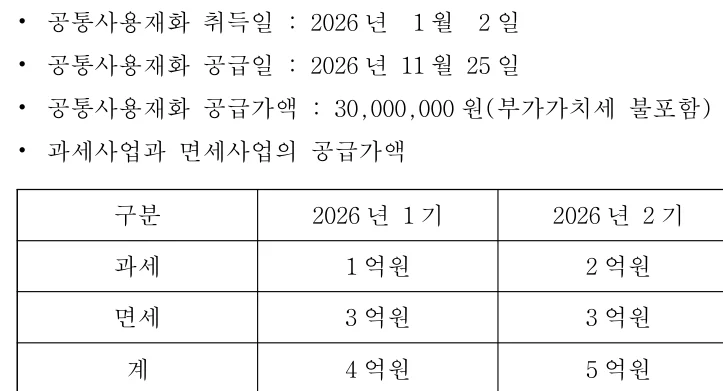 • 공통사용재화 취득일 : 2026년 1월 2일
• 공통사용재화 공급일 : 2026년 11월 25일
• 공통사용재화 공급가액 : 30,000,000원(부가가치세 불포함)
• 과세사업과 면세사업의 공급가액
구분 2026년 1기 2026년 2기
과세 1억원 2억원
면세 3억원 3억원
계 4억원 5억원